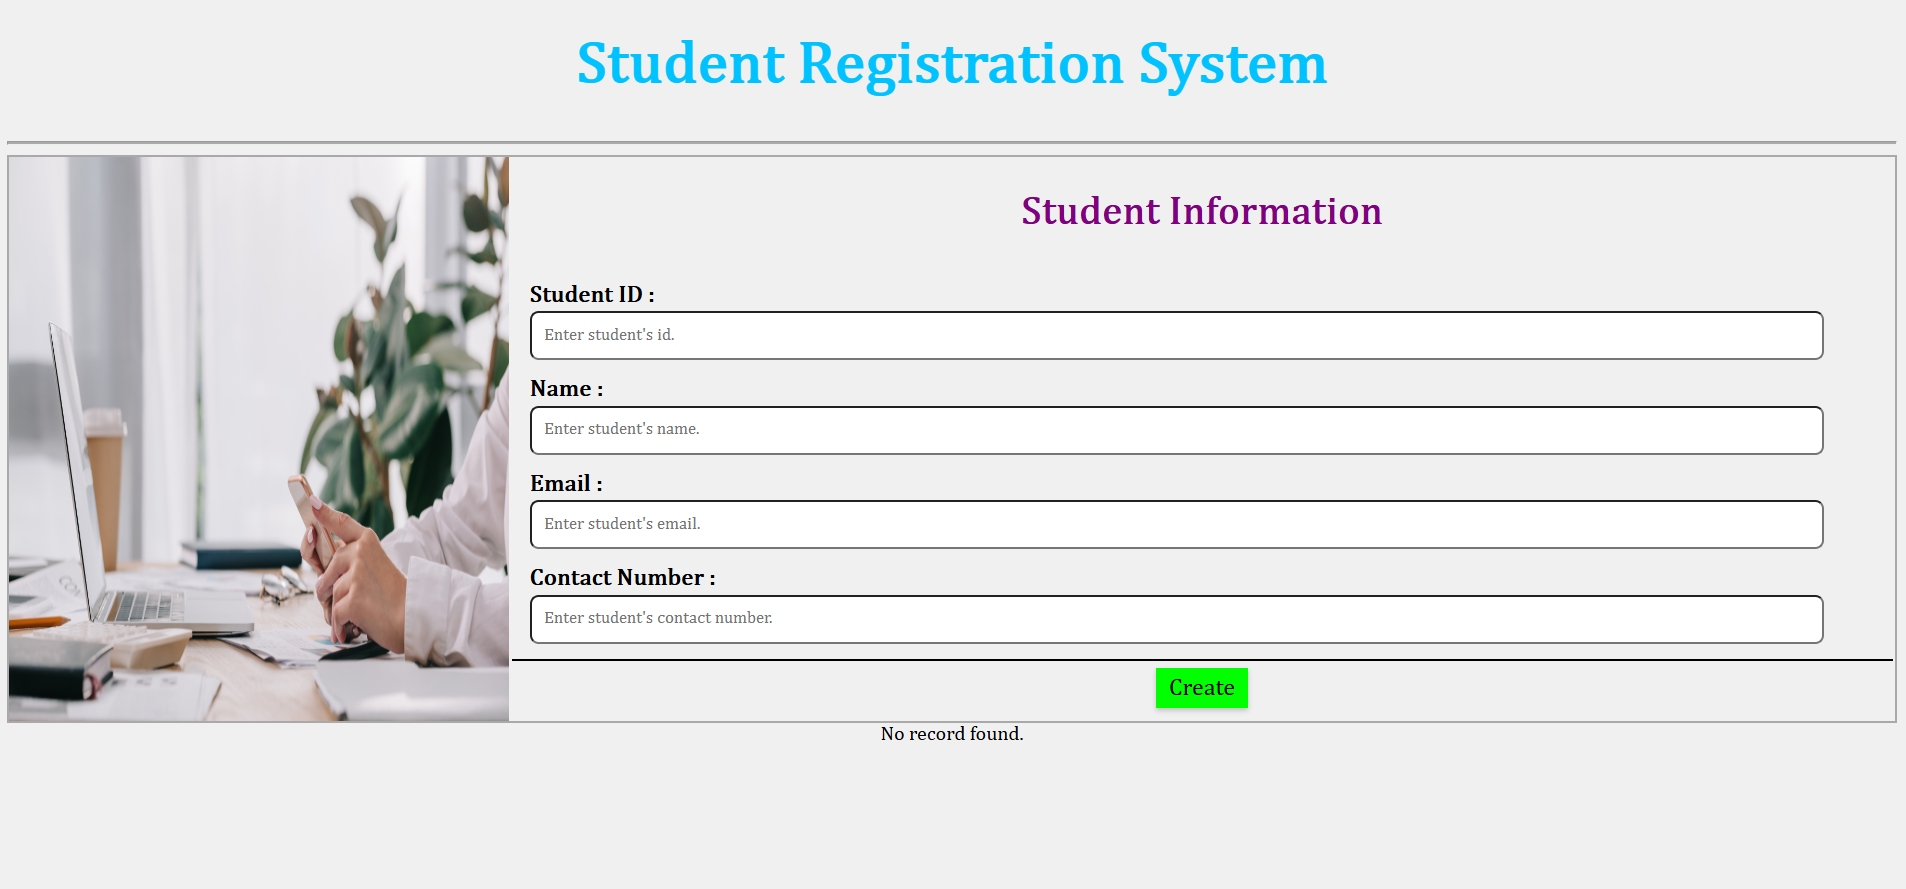 Student Registration System
Student Information
Student ID :
Enter student's id.
Name :
Enter student's name.
Email :
Enter student's email.
Contact Number :
Enter student's contact number.
Create
No record found.